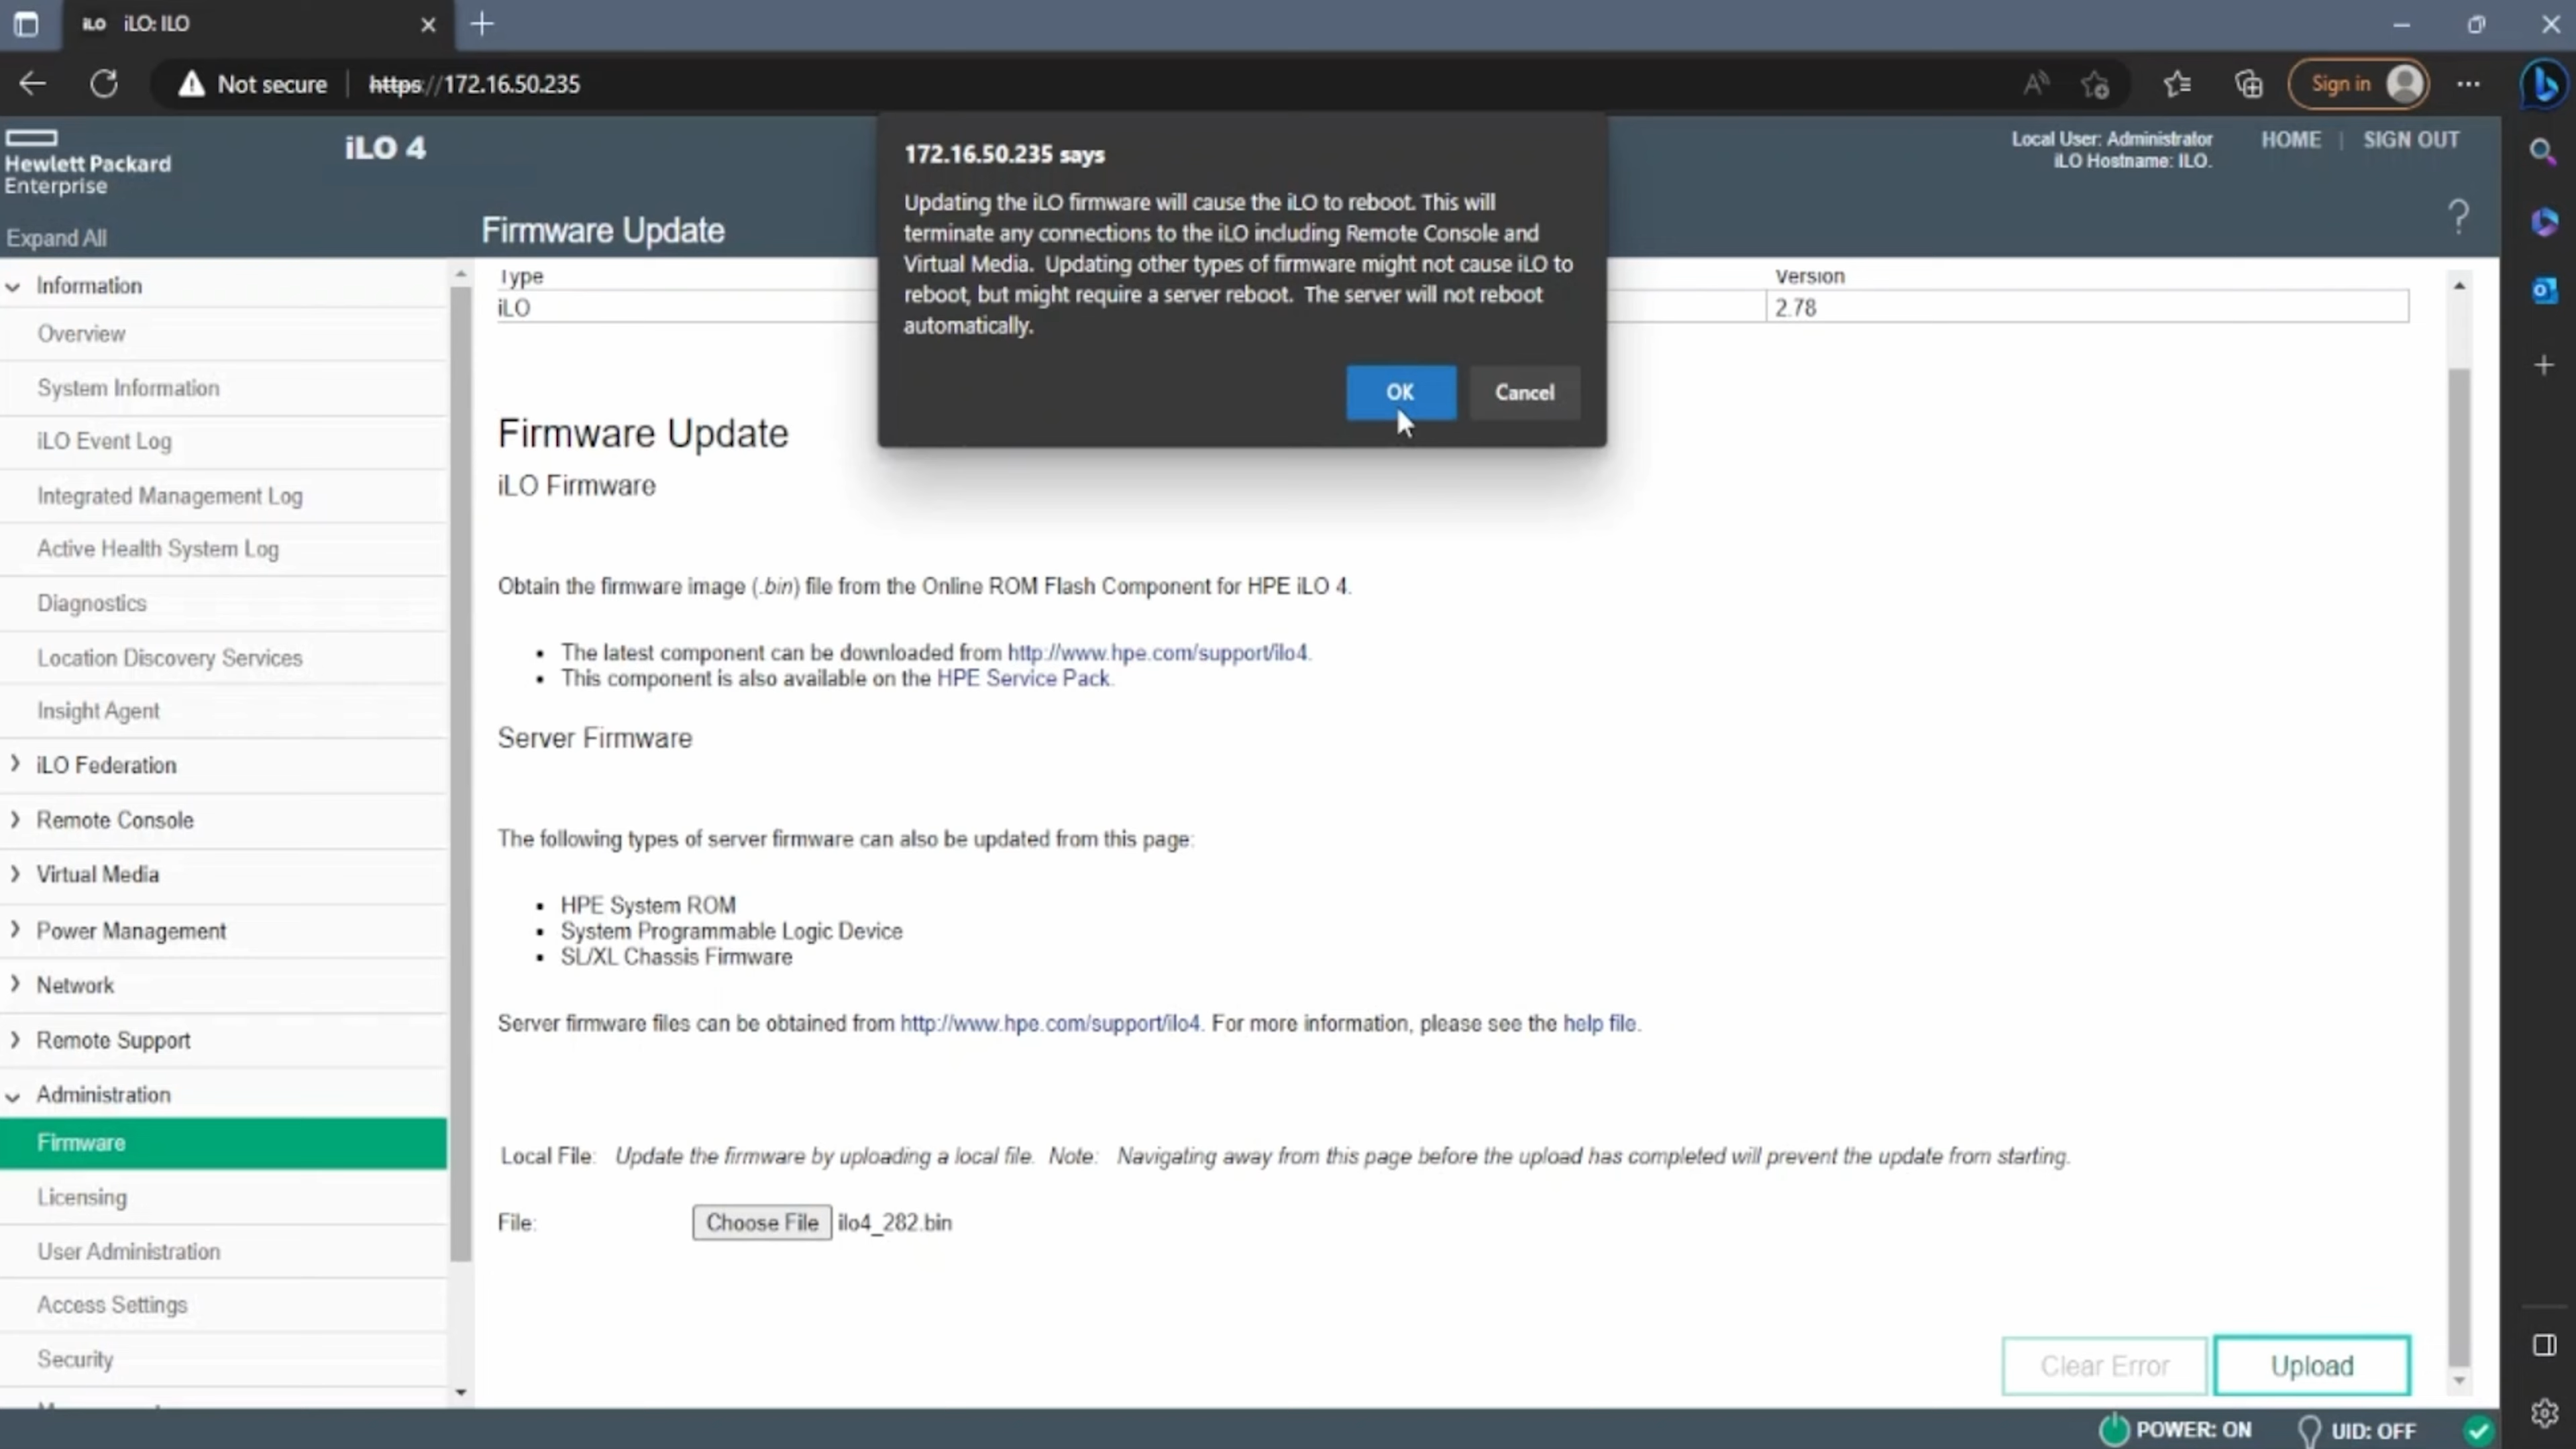 iLO iLO: ILO
Not secure
https://172.16.50.235
Sign in
Hewlett Packard
Enterprise
iLO 4
Local User: Administrator
iLO Hostname: ILO.
HOME | SIGN OUT
Expand All
Firmware Update
?
172.16.50.235 says
Updating the iLO firmware will cause the iLO to reboot. This will
terminate any connections to the iLO including Remote Console and
Virtual Media. Updating other types of firmware might not cause iLO to
reboot, but might require a server reboot. The server will not reboot
automatically.
OK
Cancel
Information
Overview
System Information
iLO Event Log
Integrated Management Log
Active Health System Log
Diagnostics
Location Discovery Services
Insight Agent
iLO Federation
Remote Console
Virtual Media
Power Management
Network
Remote Support
Administration
Firmware
Licensing
User Administration
Access Settings
Security
Type Version
iLO 2.78
Firmware Update
iLO Firmware
Obtain the firmware image (.bin) file from the Online ROM Flash Component for HPE iLO 4.
• The latest component can be downloaded from http://www.hpe.com/support/ilo4.
• This component is also available on the HPE Service Pack.
Server Firmware
The following types of server firmware can also be updated from this page:
• HPE System ROM
• System Programmable Logic Device
• SL/XL Chassis Firmware
Server firmware files can be obtained from http://www.hpe.com/support/ilo4. For more information, please see the help file.
Local File: Update the firmware by uploading a local file. Note: Navigating away from this page before the upload has completed will prevent the update from starting.
File: Choose File ilo4_282.bin
Clear Error
Upload
POWER: ON
UID: OFF